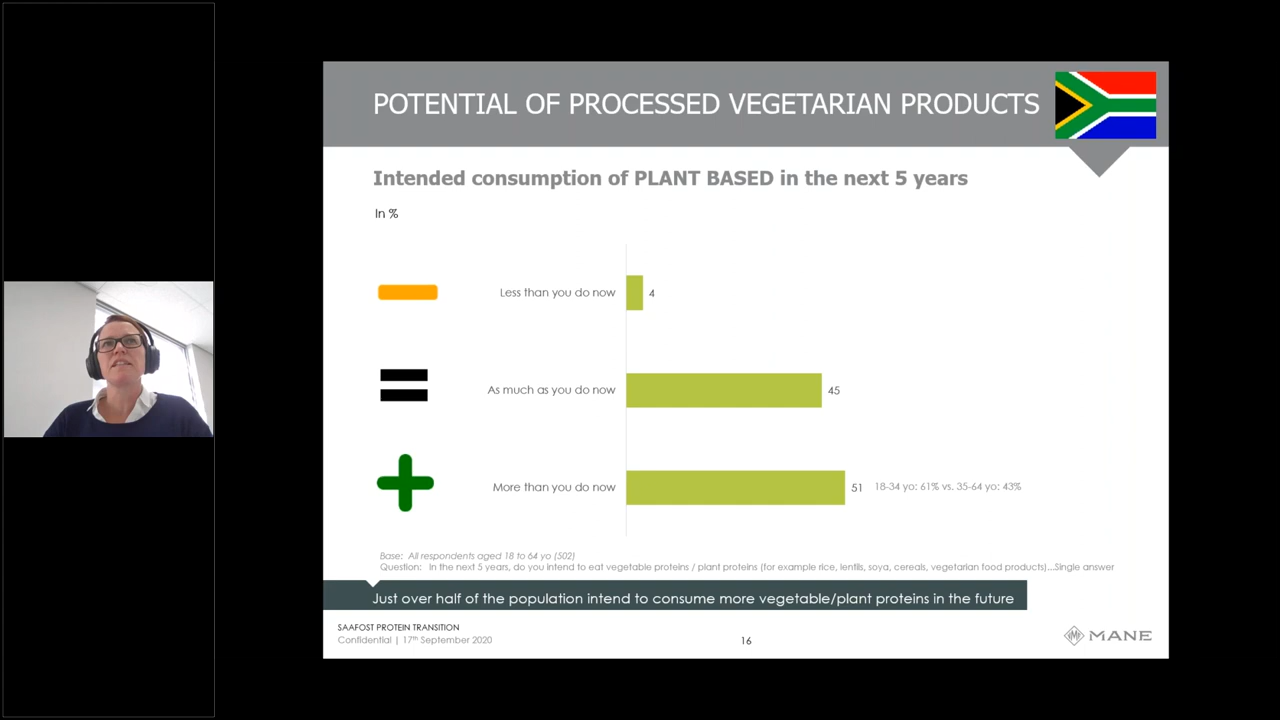 POTENTIAL OF PROCESSED VEGETARIAN PRODUCTS
Intended consumption of PLANT BASED in the next 5 years
In %
Less than you do now 4
As much as you do now 45
More than you do now 51 18-34 yo: 61% vs. 35-64 yo: 43%
Base: All respondents aged 18 to 64 yo (502)
Question: In the next 5 years, do you intend to eat vegetable proteins / plant proteins (for example rice, lentils, soya, cereals, vegetarian food products)...Single answer
Just over half of the population intend to consume more vegetable/plant proteins in the future
SAAFOST PROTEIN TRANSITION
Confidential | 17th September 2020
16
MANE